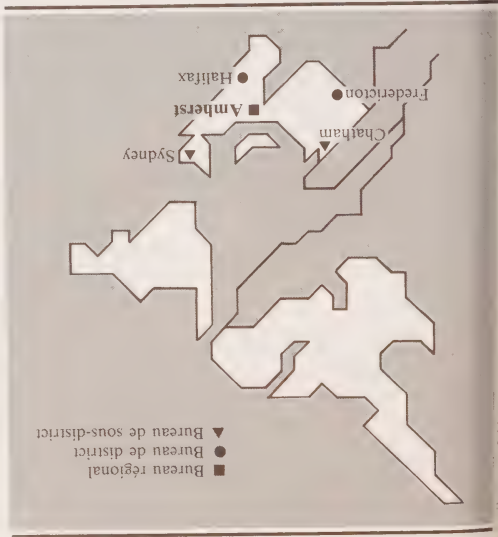 Bureau régional
Bureau de district
Bureau de sous-district
Sydney
Chatham
Amherst
Fredericton
Halifax